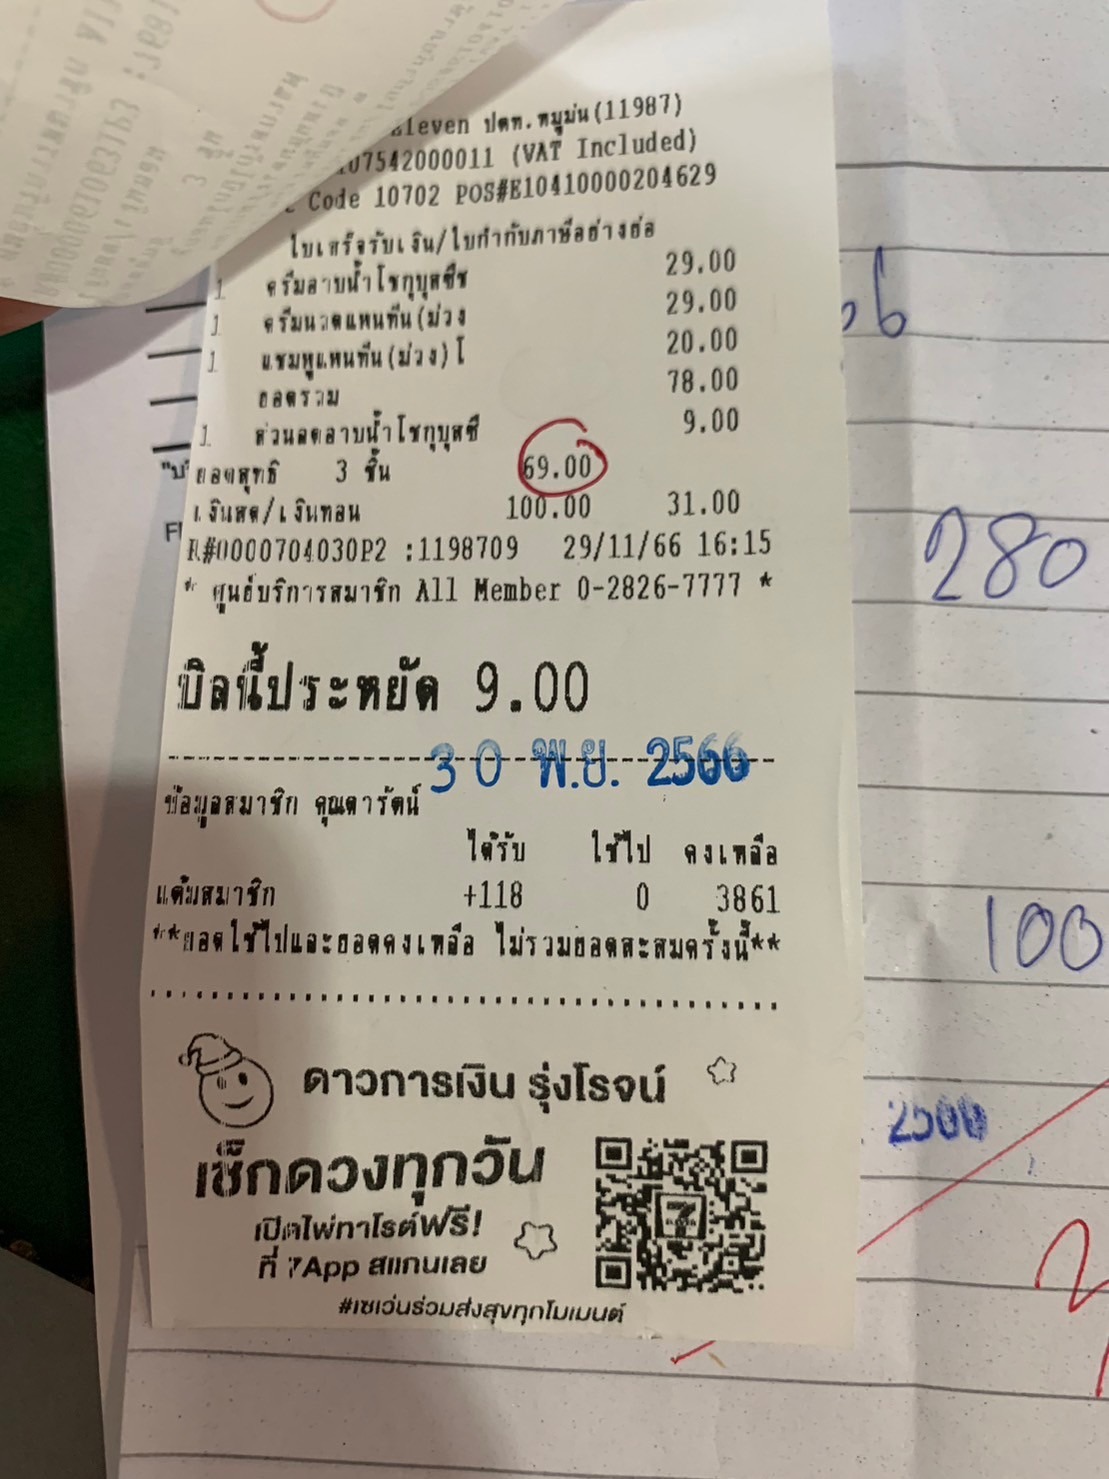 Eleven ปตท.หมูม่น(11987)
107542000011 (VAT Included)
Code 10702 POS#E10410000204629
ใบเสร็จรับเงิน/ใบกำกับภาษีอย่างย่อ
1 ครีมอาบน้ำโชกุบุสซึช 29.00
1 ครีมนวดแพนทีน(ม่วง 29.00
1 แชมพูแพนทีน(ม่วง)โ 20.00
ยอดรวม 78.00
1 ส่วนลดอาบน้ำโชกุบุสซึ 9.00
ยอดสุทธิ 3 ชิ้น 69.00
เงินสด/เงินทอน 100.00 31.00
R#0000704030P2 :1198709 29/11/66 16:15
* ศูนย์บริการสมาชิก All Member 0-2826-7777 *
บิลนี้ประหยัด 9.00
30 พ.ย. 2566
ข้อมูลสมาชิก คุณดารัตน์
ได้รับ ใช้ไป คงเหลือ
แต้มสมาชิก +118 0 3861
**ยอดใช้ไปและยอดคงเหลือ ไม่รวมยอดสะสมครั้งนี้**
ดาวการเงิน รุ่งโรจน์
เช็กดวงทุกวัน
เปิดไพ่ทาโรต์ฟรี!
ที่ 7App สแกนเลย
#เซเว่นร่วมส่งสุขทุกโมเมนต์
280
100